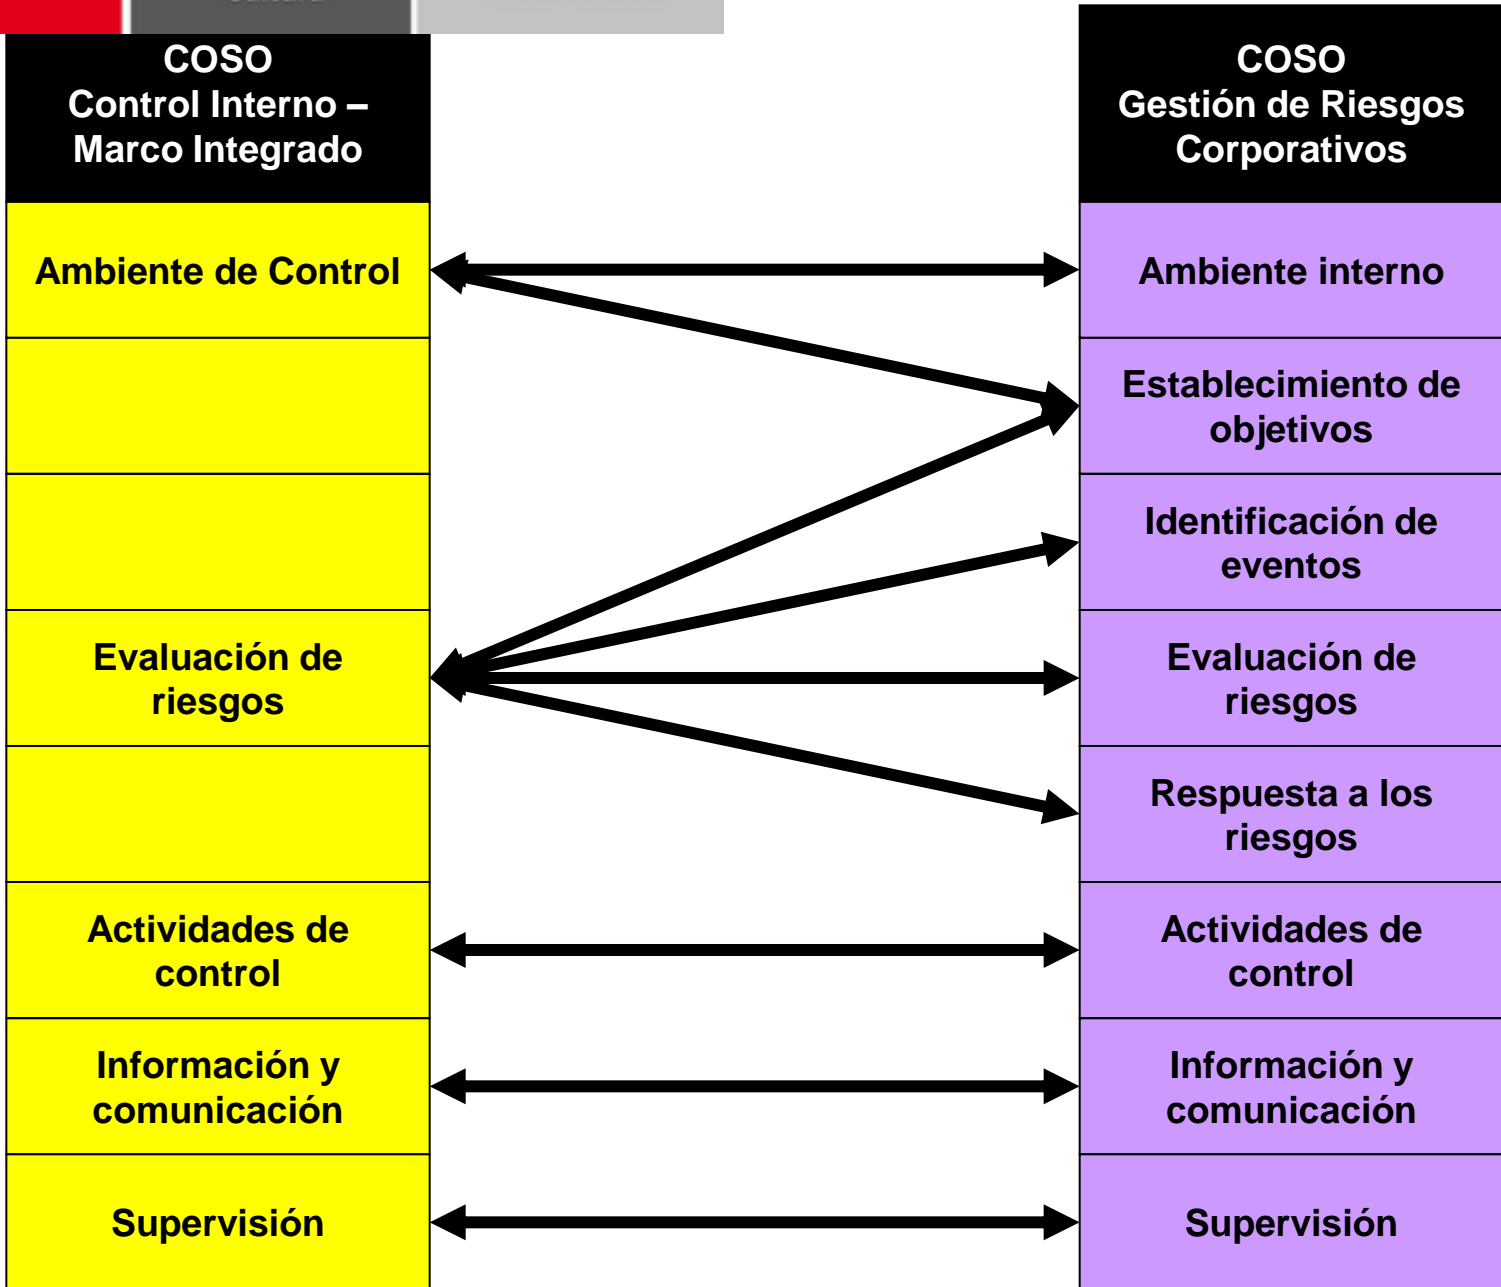 COSO
Control Interno –
Marco Integrado
COSO
Gestión de Riesgos
Corporativos
Ambiente de Control
Ambiente interno
Establecimiento de
objetivos
Identificación de
eventos
Evaluación de
riesgos
Evaluación de
riesgos
Respuesta a los
riesgos
Actividades de
control
Actividades de
control
Información y
comunicación
Información y
comunicación
Supervisión
Supervisión